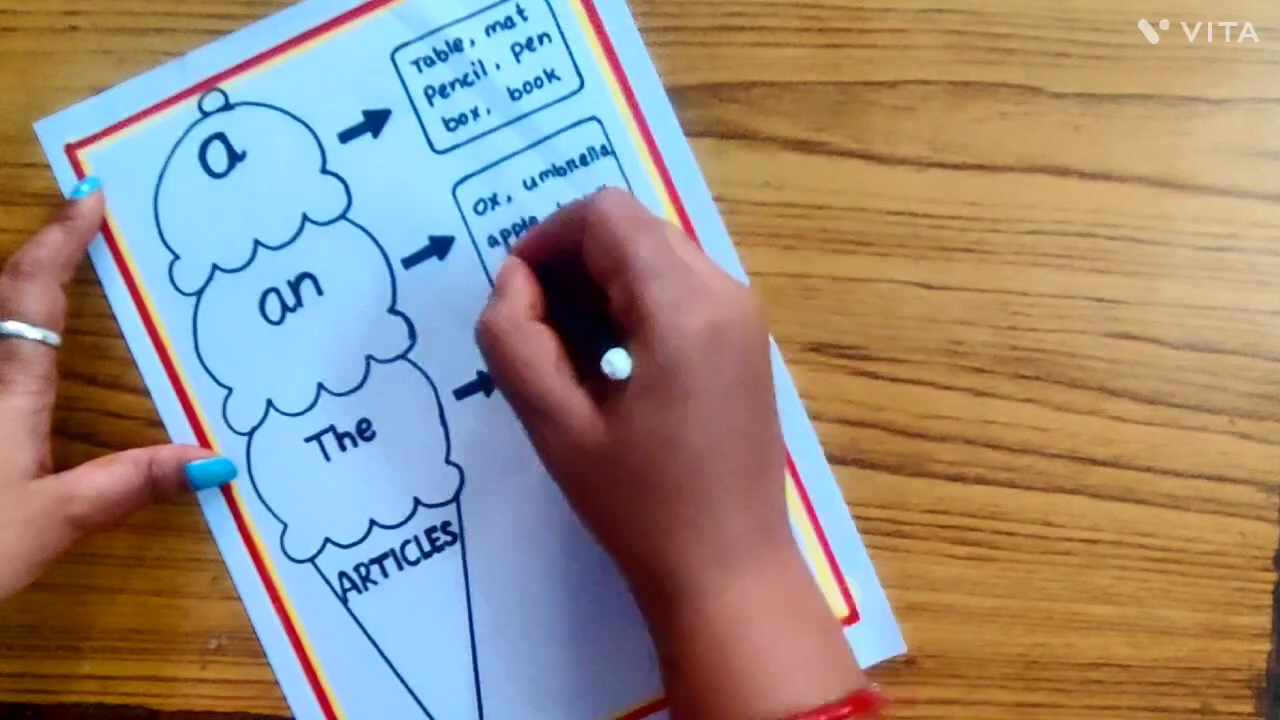 VITA
a
Table, mat
pencil, pen
box, book
an
ox, umbrella
apple,
The
ARTICLES